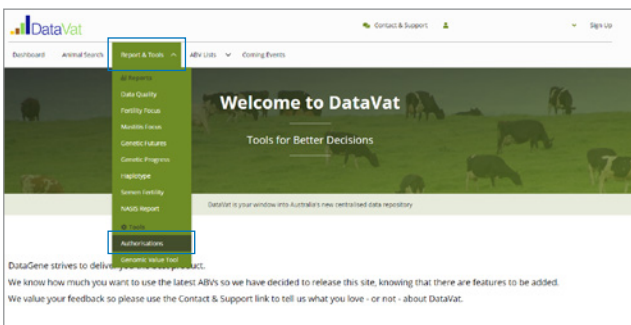 DataVat
Contact & Support
Sign Up
Dashboard Animal Search Report & Tools ABV Lists Coming Events
Reports
Data Quality
Fertility Focus
Mastitis Focus
Genetic Futures
Genetic Progress
Haplotype
Semen Fertility
NASIS Report
Tools
Authorisations
Genomic Value Tool
Welcome to DataVat
Tools for Better Decisions
DataVat is your window into Australia's new centralised data repository
DataGene strives to deliver product.
We know how much you want to use the latest ABVs so we have decided to release this site, knowing that there are features to be added.
We value your feedback so please use the Contact & Support link to tell us what you love - or not - about DataVat.